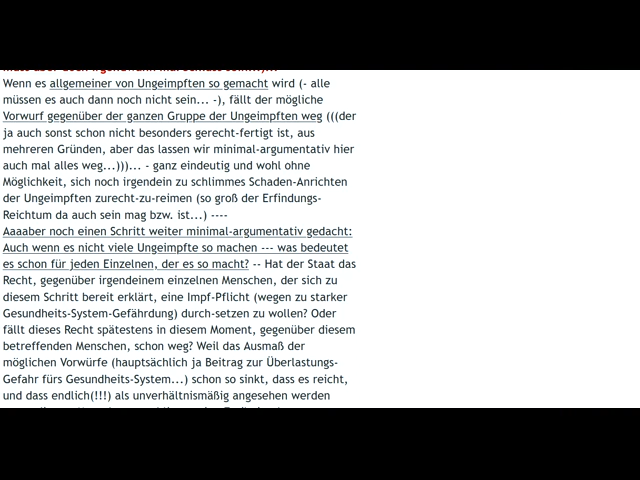 Wenn es allgemeiner von Ungeimpften so gemacht wird (- alle
müssen es auch dann noch nicht sein... -), fällt der mögliche
Vorwurf gegenüber der ganzen Gruppe der Ungeimpften weg (((der
ja auch sonst schon nicht besonders gerecht-fertigt ist, aus
mehreren Gründen, aber das lassen wir minimal-argumentativ hier
auch mal alles weg...)))... - ganz eindeutig und wohl ohne
Möglichkeit, sich noch irgendein zu schlimmes Schaden-Anrichten
der Ungeimpften zurecht-zu-reimen (so groß der Erfindungs-
Reichtum da auch sein mag bzw. ist...) ----
Aaaaber noch einen Schritt weiter minimal-argumentativ gedacht:
Auch wenn es nicht viele Ungeimpfte so machen --- was bedeutet
es schon für jeden Einzelnen, der es so macht? -- Hat der Staat das
Recht, gegenüber irgendeinem einzelnen Menschen, der sich zu
diesem Schritt bereit erklärt, eine Impf-Pflicht (wegen zu starker
Gesundheits-System-Gefährdung) durch-setzen zu wollen? Oder
fällt dieses Recht spätestens in diesem Moment, gegenüber diesem
betreffenden Menschen, schon weg? Weil das Ausmaß der
möglichen Vorwürfe (hauptsächlich ja Beitrag zur Überlastungs-
Gefahr fürs Gesundheits-System...) schon so sinkt, dass es reicht,
und dass endlich(!!!) als unverhältnismäßig angesehen werden